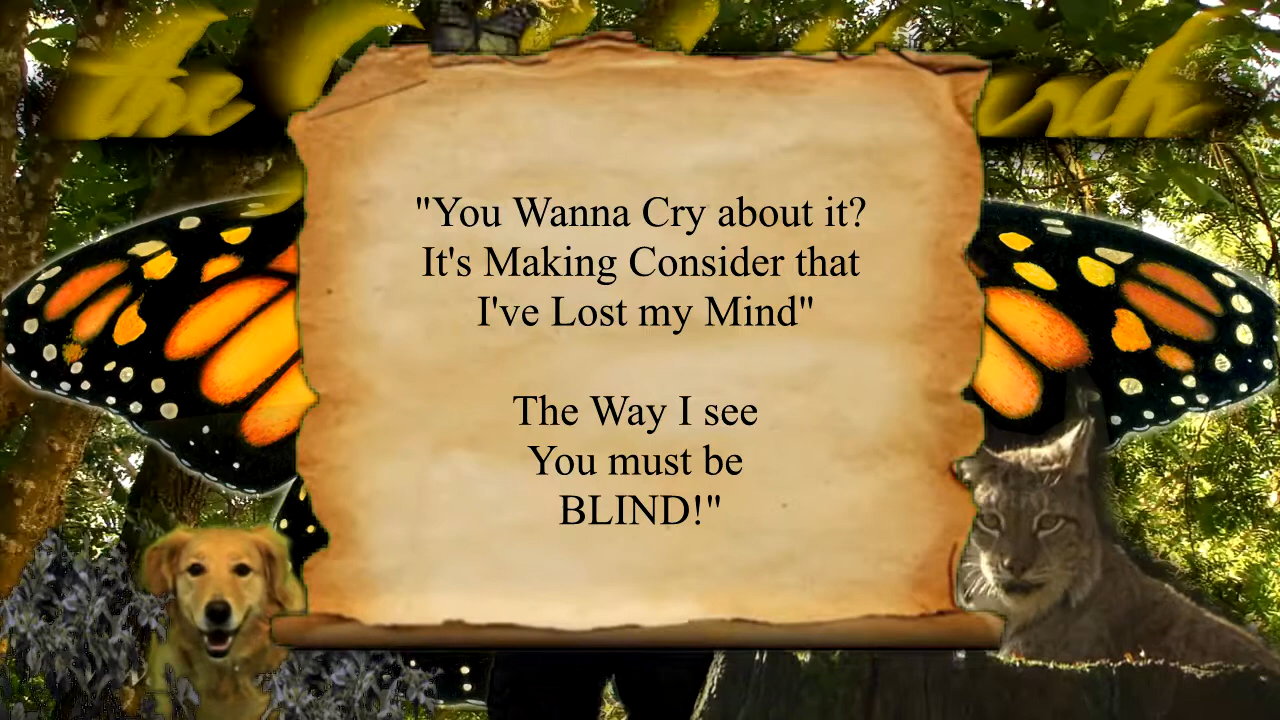 the
"You Wanna Cry about it?
It's Making Consider that
I've Lost my Mind"
The Way I see
You must be
BLIND!"